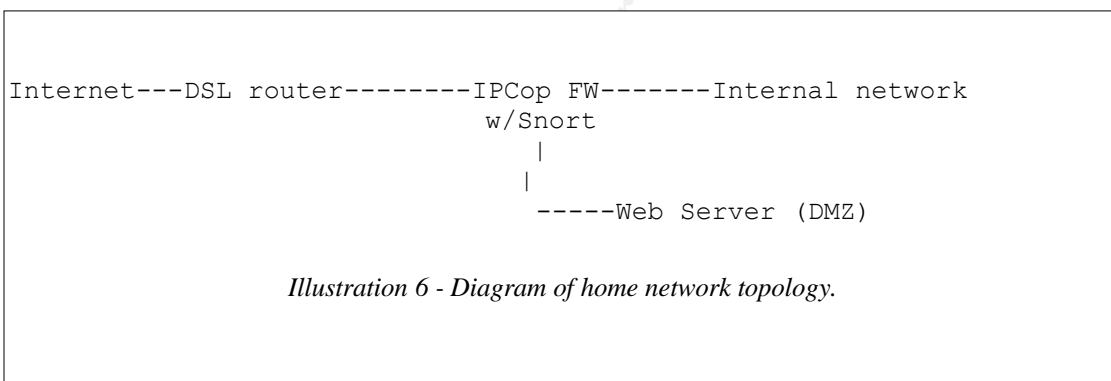 Internet---DSL router--------IPCop FW-------Internal network
w/Snort
|
|
-----Web Server (DMZ)
Illustration 6 - Diagram of home network topology.